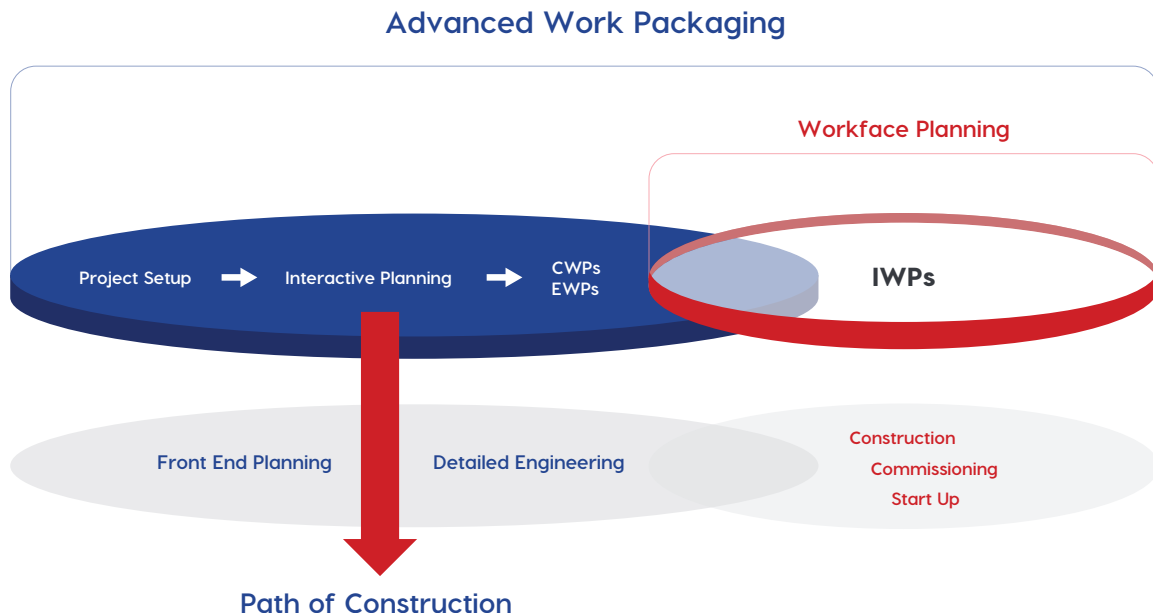 Advanced Work Packaging
Workface Planning
Project Setup
Interactive Planning
CWPs
EWPs
IWPs
Front End Planning
Detailed Engineering
Construction
Commissioning
Start Up
Path of Construction